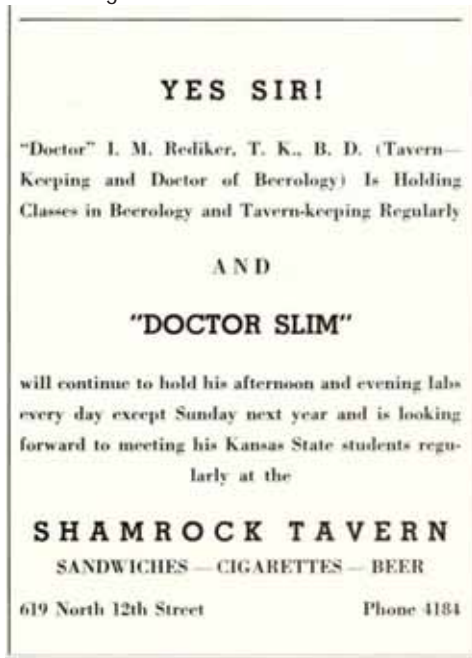 YES SIR!
"Doctor" I. M. Rediker, T. K., B. D. (Tavern—
Keeping and Doctor of Beerology) Is Holding
Classes in Beerology and Tavern-keeping Regularly
AND
"DOCTOR SLIM"
will continue to hold his afternoon and evening labs
every day except Sunday next year and is looking
forward to meeting his Kansas State students regu-
larly at the
SHAMROCK TAVERN
SANDWICHES — CIGARETTES — BEER
619 North 12th Street Phone 4184